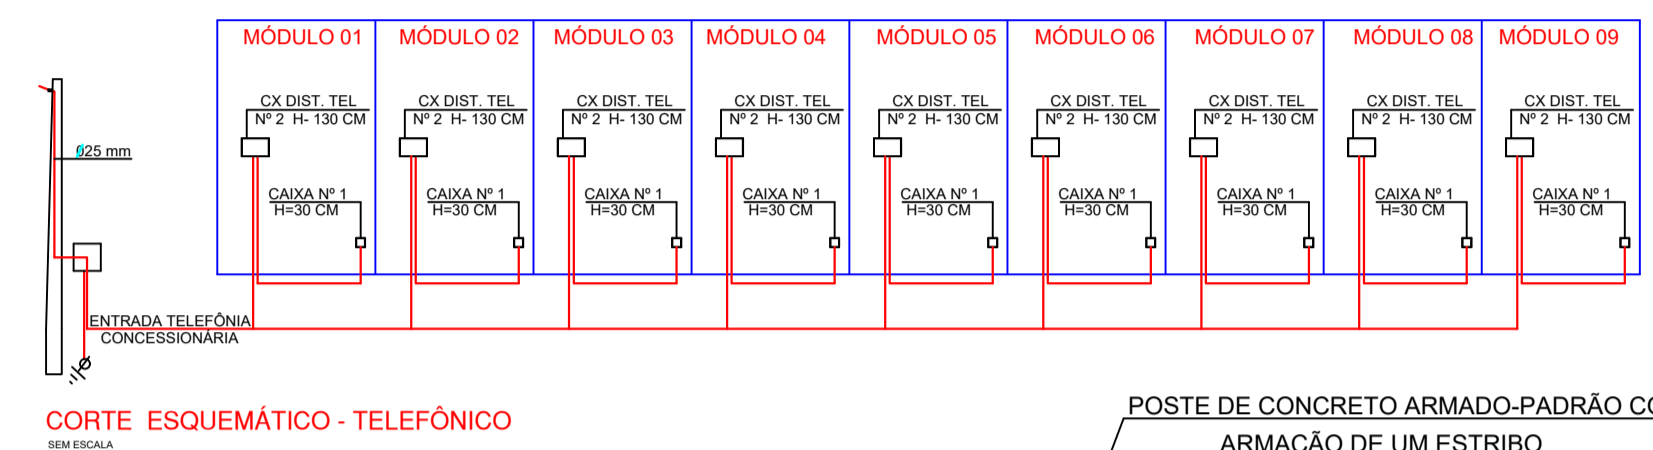 MÓDULO 01 MÓDULO 02 MÓDULO 03 MÓDULO 04 MÓDULO 05 MÓDULO 06 MÓDULO 07 MÓDULO 08 MÓDULO 09
CX DIST. TEL CX DIST. TEL CX DIST. TEL CX DIST. TEL CX DIST. TEL CX DIST. TEL CX DIST. TEL CX DIST. TEL CX DIST. TEL
Nº 2 H- 130 CM Nº 2 H- 130 CM Nº 2 H- 130 CM Nº 2 H- 130 CM Nº 2 H- 130 CM Nº 2 H- 130 CM Nº 2 H- 130 CM Nº 2 H- 130 CM Nº 2 H- 130 CM
Ø25 mm
CAIXA Nº 1 CAIXA Nº 1 CAIXA Nº 1 CAIXA Nº 1 CAIXA Nº 1 CAIXA Nº 1 CAIXA Nº 1 CAIXA Nº 1 CAIXA Nº 1
H=30 CM H=30 CM H=30 CM H=30 CM H=30 CM H=30 CM H=30 CM H=30 CM H=30 CM
ENTRADA TELEFÔNIA
CONCESSIONÁRIA
CORTE ESQUEMÁTICO - TELEFÔNICO
SEM ESCALA
POSTE DE CONCRETO ARMADO-PADRÃO
ARMAÇÃO DE UM ESTRIBO